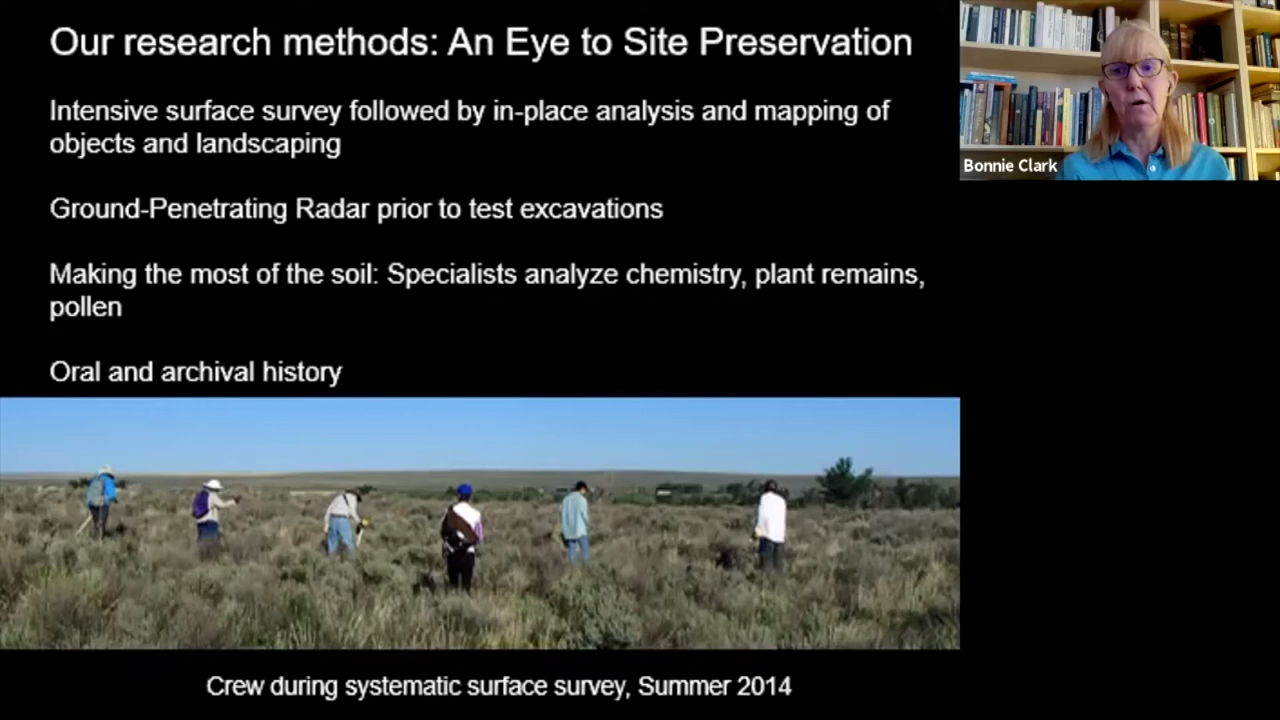 Our research methods: An Eye to Site Preservation
Intensive surface survey followed by in-place analysis and mapping of
objects and landscaping
Ground-Penetrating Radar prior to test excavations
Making the most of the soil: Specialists analyze chemistry, plant remains,
pollen
Oral and archival history
Crew during systematic surface survey, Summer 2014
Bonnie Clark